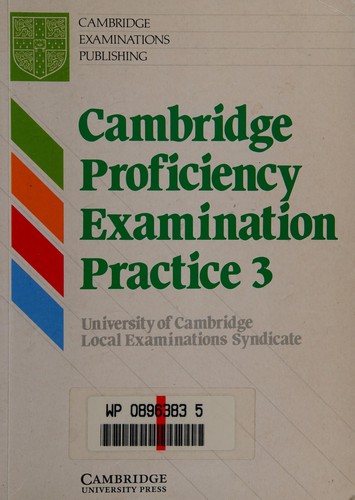 CAMBRIDGE
EXAMINATIONS
PUBLISHING
Cambridge
Proficiency
Examination
Practice 3
University of Cambridge
Local Examinations Syndicate
WP 0896383 5
CAMBRIDGE
UNIVERSITY PRESS